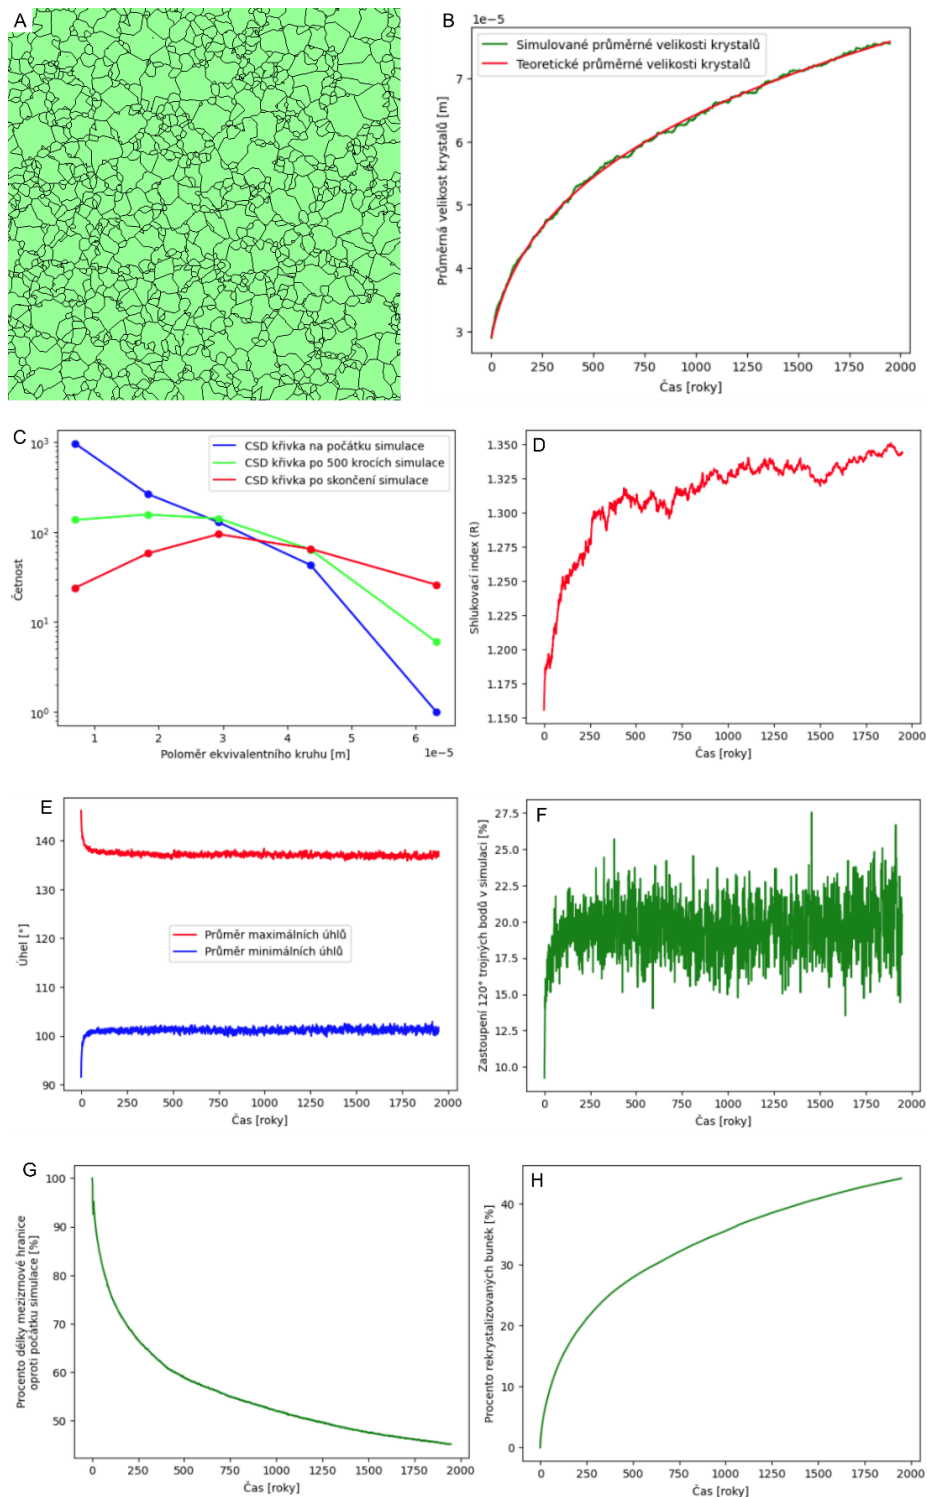 A
B
1e−5
Simulované průměrné velikosti krystalů
Teoretické průměrné velikosti krystalů
Průměrná velikost krystalů [m]
7
6
5
4
3
0 250 500 750 1000 1250 1500 1750 2000
Čas [roky]
C
CSD křivka na počátku simulace
CSD křivka po 500 krocích simulace
CSD křivka po skončení simulace
Četnost
10³
10²
10¹
10⁰
1 2 3 4 5 6
1e−5
Poloměr ekvivalentního kruhu [m]
D
Shlukovací index (R)
1.350
1.325
1.300
1.275
1.250
1.225
1.200
1.175
1.150
0 250 500 750 1000 1250 1500 1750 2000
Čas [roky]
E
Úhel [°]
140
130
120
110
100
90
Průměr maximálních úhlů
Průměr minimálních úhlů
0 250 500 750 1000 1250 1500 1750 2000
Čas [roky]
F
Zastoupení 120° trojných bodů v simulaci [%]
27.5
25.0
22.5
20.0
17.5
15.0
12.5
10.0
0 250 500 750 1000 1250 1500 1750 2000
Čas [roky]
G
Procento délky mezizrnové hranice
oproti počátku simulace [%]
100
90
80
70
60
50
0 250 500 750 1000 1250 1500 1750 2000
Čas [roky]
H
Procento rekrystalizovaných buněk [%]
40
30
20
10
0
0 250 500 750 1000 1250 1500 1750 2000
Čas [roky]